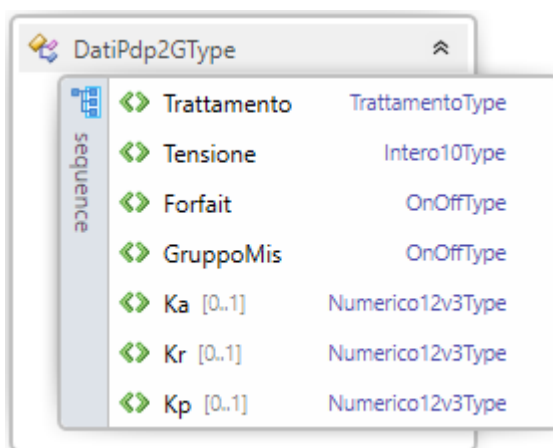 DatiPdp2GType
sequence
Trattamento TrattamentoType
Tensione Intero10Type
Forfait OnOffType
GruppoMis OnOffType
Ka [0..1] Numerico12v3Type
Kr [0..1] Numerico12v3Type
Kp [0..1] Numerico12v3Type